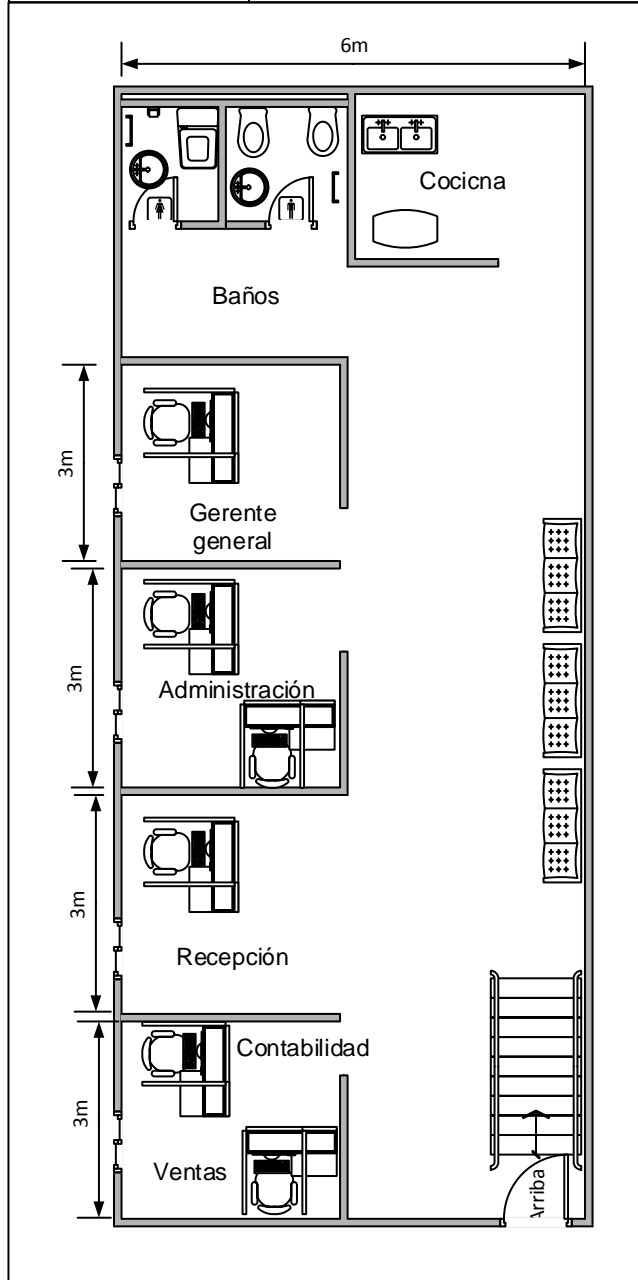 6m
Cocicna
Baños
3m
Gerente
general
3m
Administración
3m
Recepción
Contabilidad
3m
Ventas
Arriba